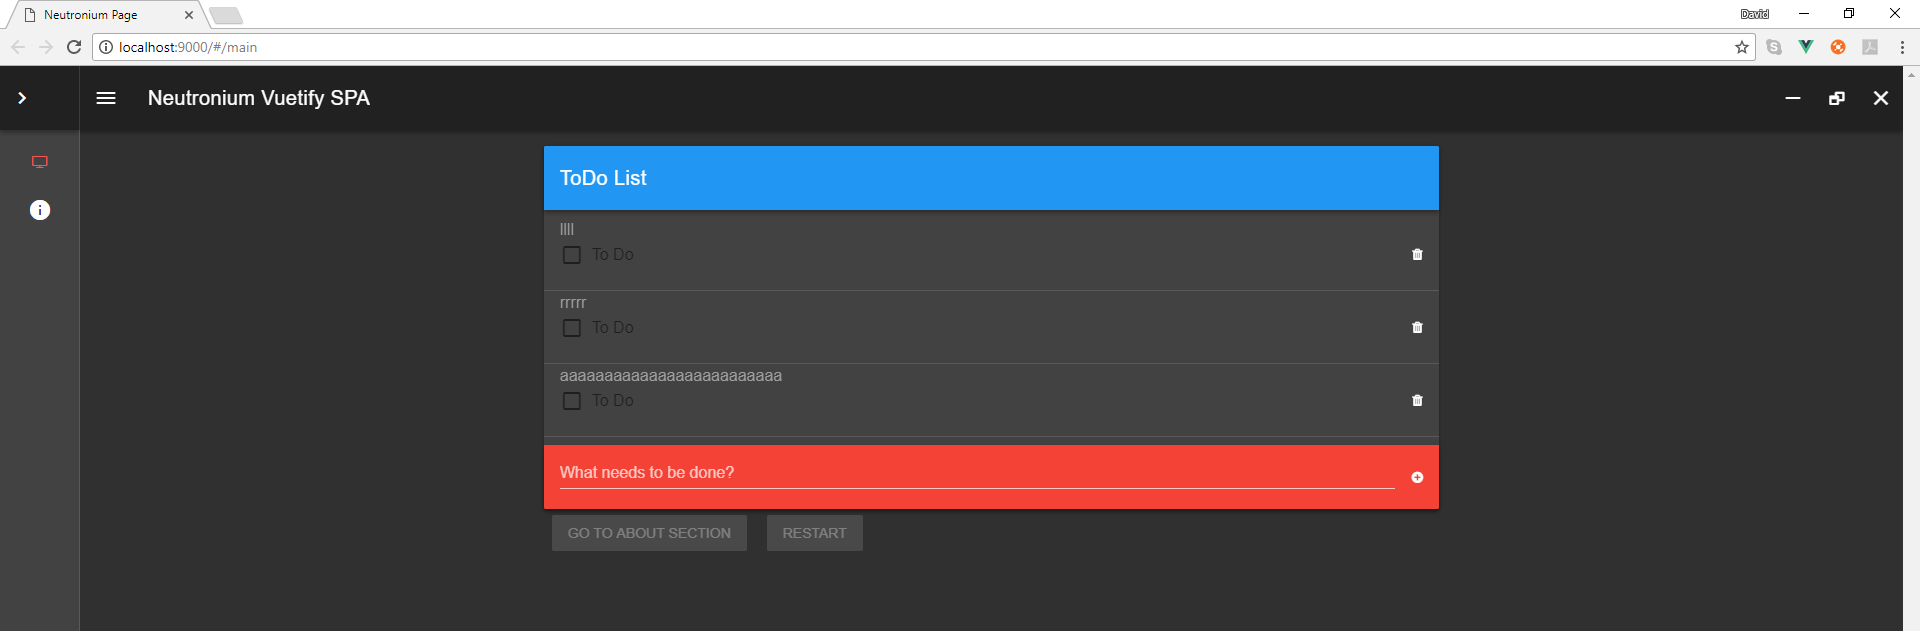 Neutronium Page
David
localhost:9000/#/main
Neutronium Vuetify SPA
ToDo List
llll
To Do
rrrrr
To Do
aaaaaaaaaaaaaaaaaaaaaaaaa
To Do
What needs to be done?
GO TO ABOUT SECTION
RESTART